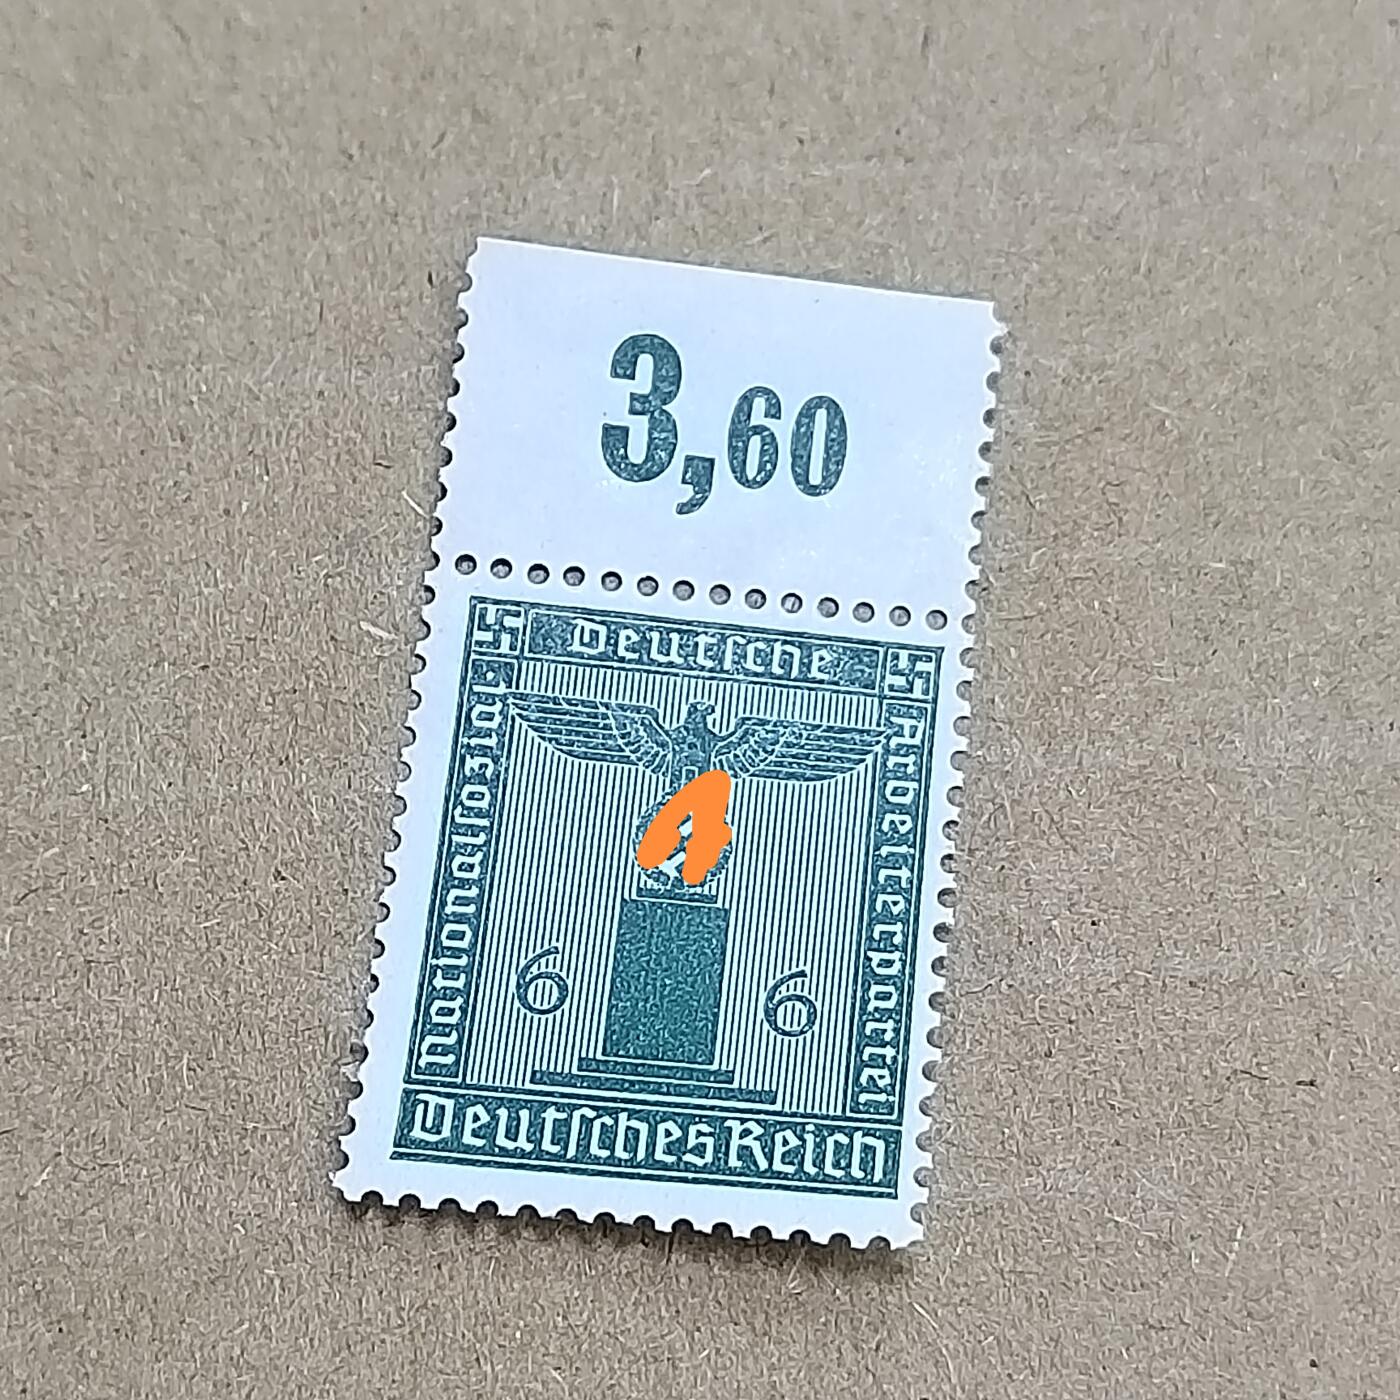 3,60
Deutsche
Nationalsozial.
Arbeiterpartei
6 6
Deutsches Reich